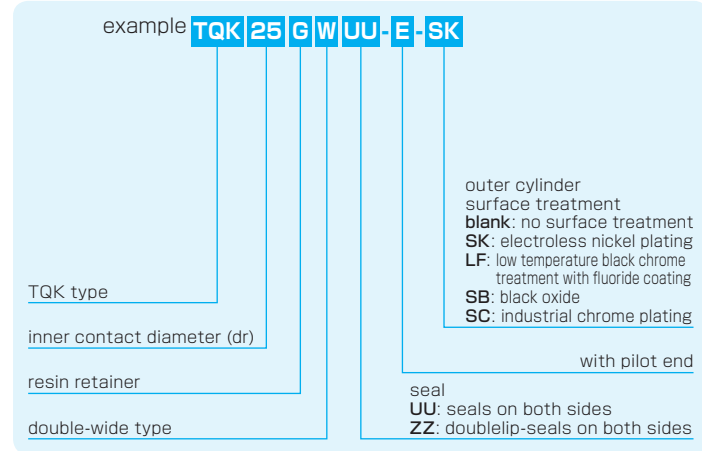 example TQK 25 G W UU - E - SK
outer cylinder
surface treatment
blank: no surface treatment
SK: electroless nickel plating
LF: low temperature black chrome
treatment with fluoride coating
SB: black oxide
SC: industrial chrome plating
TQK type
inner contact diameter (dr)
with pilot end
resin retainer
seal
UU: seals on both sides
ZZ: doublelip-seals on both sides
double-wide type